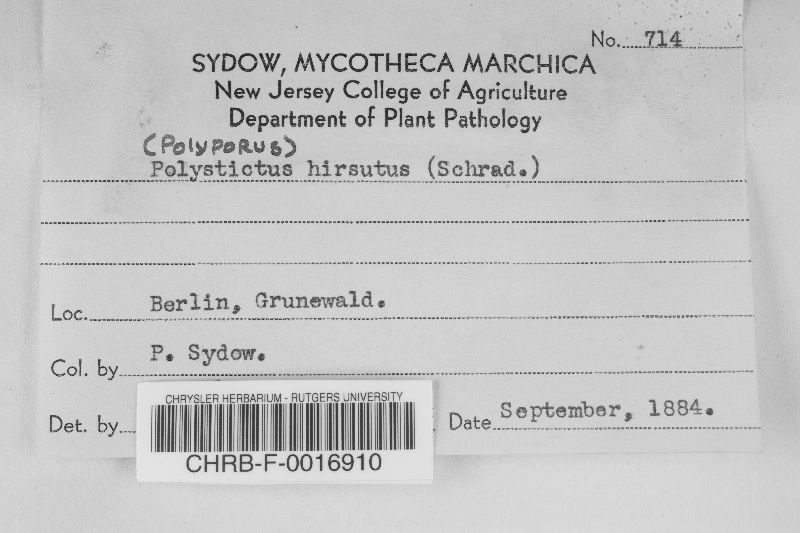 No. 714
SYDOW, MYCOTHECA MARCHICA
New Jersey College of Agriculture
Department of Plant Pathology
(POLYPORUS)
Polystictus hirsutus (Schrad.)
Loc. Berlin, Grunewald.
Col. by P. Sydow.
Det. by
Date September, 1884.
CHRYSLER HERBARIUM - RUTGERS UNIVERSITY
CHRB-F-0016910